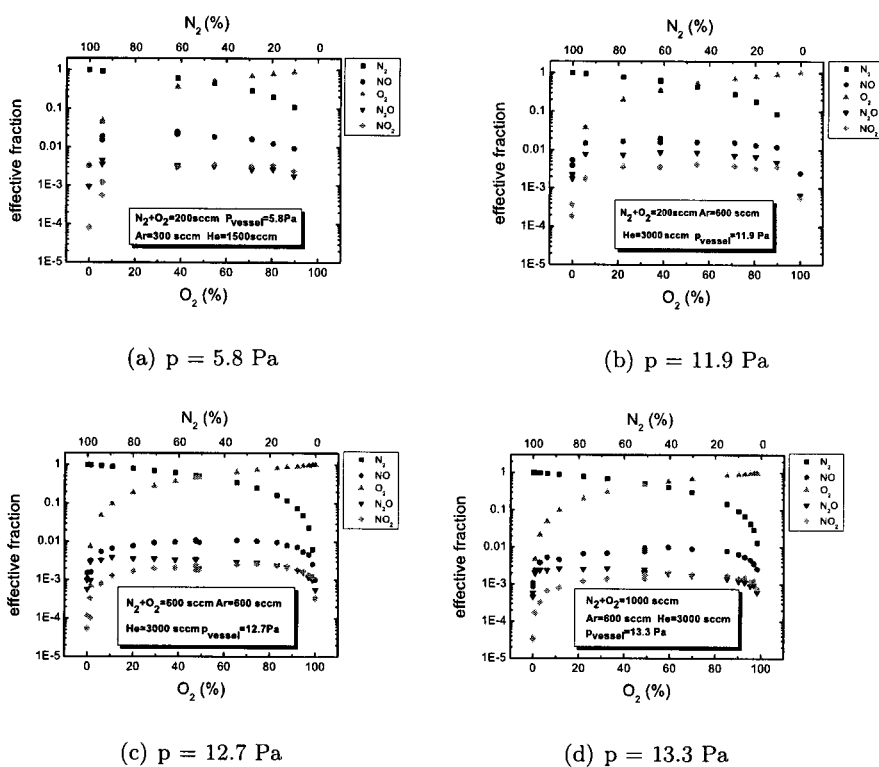 N2 (%)
100 80 60 40 20 0
1
0.1
0.01
1E-3
1E-4
1E-5
effective fraction
N2
NO
O2
N2O
NO2
N2+O2=200sccm Pvessel=5.8Pa
Ar=300 sccm He=1500sccm
0 20 40 60 80 100
O2 (%)
(a) p = 5.8 Pa
N2 (%)
100 80 60 40 20 0
1
0.1
0.01
1E-3
1E-4
1E-5
effective fraction
N2
NO
O2
N2O
NO2
N2+O2=200sccm Ar=600 sccm
He=3000 sccm pvessel=11.9 Pa
0 20 40 60 80 100
O2 (%)
(b) p = 11.9 Pa
N2 (%)
100 80 60 40 20 0
1
0.1
0.01
1E-3
1E-4
1E-5
effective fraction
N2
NO
O2
N2O
NO2
N2+O2=500 sccm Ar=600 sccm
He=3000 sccm pvessel=12.7Pa
0 20 40 60 80 100
O2 (%)
(c) p = 12.7 Pa
N2 (%)
100 80 60 40 20 0
1
0.1
0.01
1E-3
1E-4
1E-5
effective fraction
N2
NO
O2
N2O
NO2
N2+O2=1000 sccm
Ar=600 sccm He=3000 sccm
Pvessel=13.3 Pa
0 20 40 60 80 100
O2 (%)
(d) p = 13.3 Pa